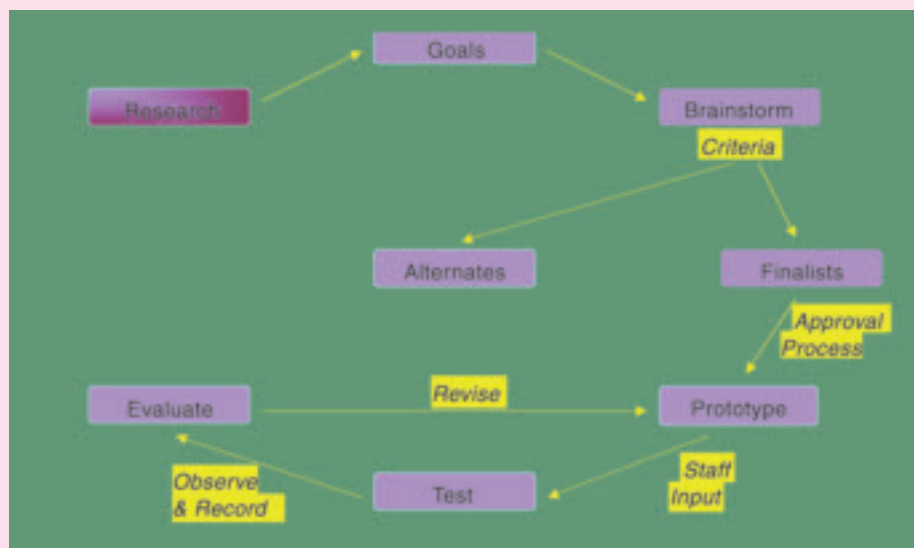 Goals
Research
Brainstorm
Criteria
Alternates
Finalists
Approval
Process
Evaluate
Revise
Prototype
Observe
& Record
Test
Staff
Input